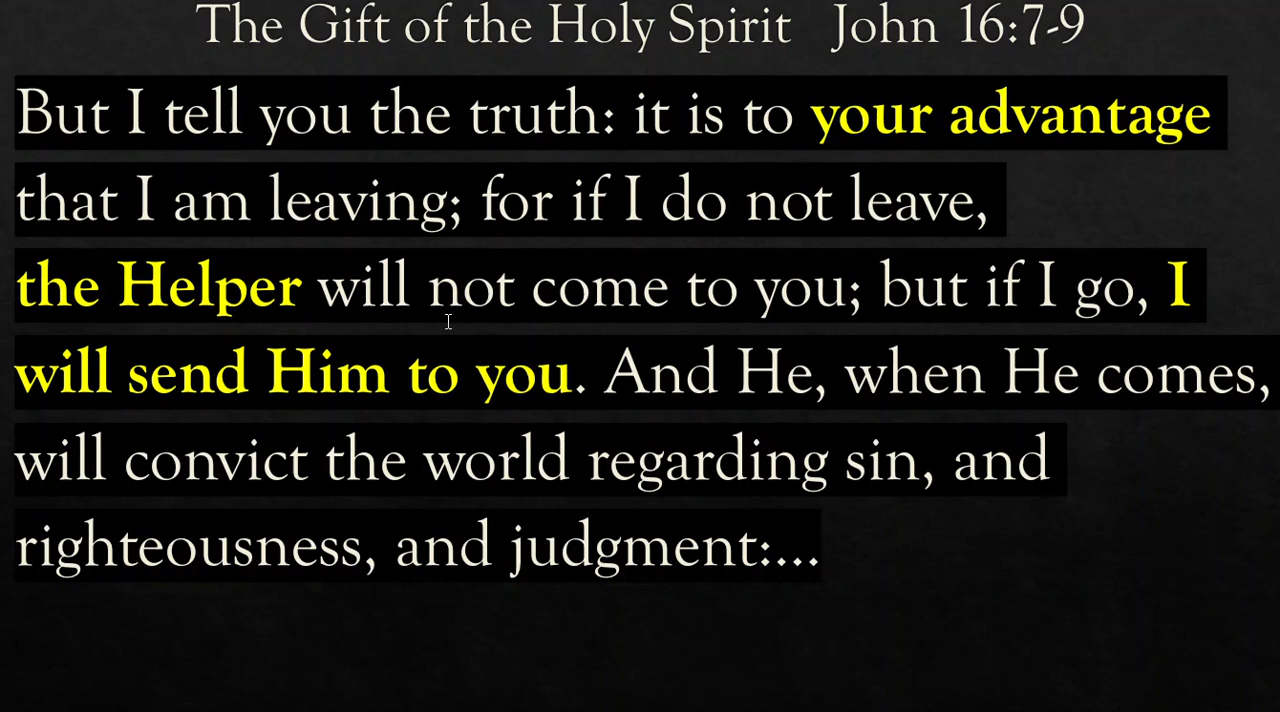 The Gift of the Holy Spirit John 16:7-9
But I tell you the truth: it is to your advantage
that I am leaving; for if I do not leave,
the Helper will not come to you; but if I go, I
will send Him to you. And He, when He comes,
will convict the world regarding sin, and
righteousness, and judgment:...